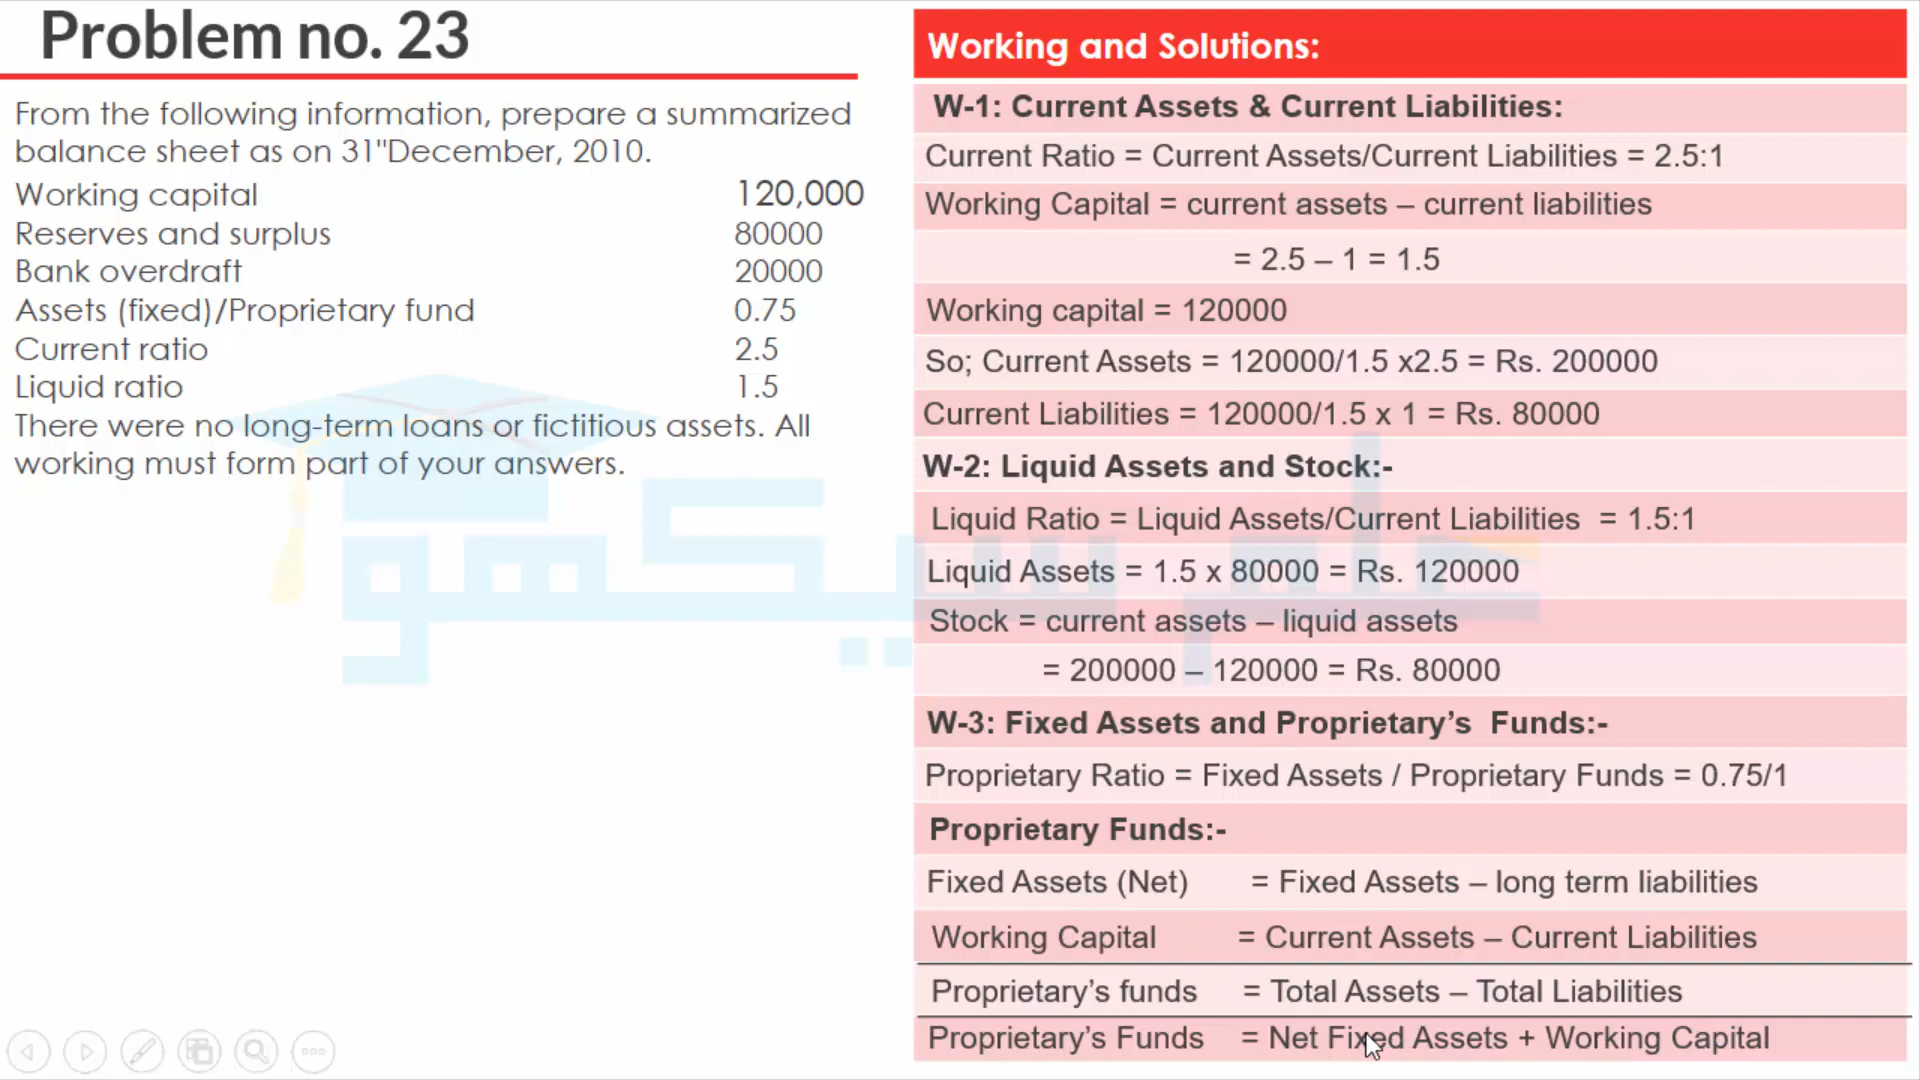 Problem no. 23
From the following information, prepare a summarized
balance sheet as on 31"December, 2010.
Working capital 120,000
Reserves and surplus 80000
Bank overdraft 20000
Assets (fixed)/Proprietary fund 0.75
Current ratio 2.5
Liquid ratio 1.5
There were no long-term loans or fictitious assets. All
working must form part of your answers.
Working and Solutions:
W-1: Current Assets & Current Liabilities:
Current Ratio = Current Assets/Current Liabilities = 2.5:1
Working Capital = current assets – current liabilities
= 2.5 – 1 = 1.5
Working capital = 120000
So; Current Assets = 120000/1.5 x2.5 = Rs. 200000
Current Liabilities = 120000/1.5 x 1 = Rs. 80000
W-2: Liquid Assets and Stock:-
Liquid Ratio = Liquid Assets/Current Liabilities = 1.5:1
Liquid Assets = 1.5 x 80000 = Rs. 120000
Stock = current assets – liquid assets
= 200000 – 120000 = Rs. 80000
W-3: Fixed Assets and Proprietary’s Funds:-
Proprietary Ratio = Fixed Assets / Proprietary Funds = 0.75/1
Proprietary Funds:-
Fixed Assets (Net) = Fixed Assets – long term liabilities
Working Capital = Current Assets – Current Liabilities
Proprietary’s funds = Total Assets – Total Liabilities
Proprietary’s Funds = Net Fixed Assets + Working Capital
علم سیکھو